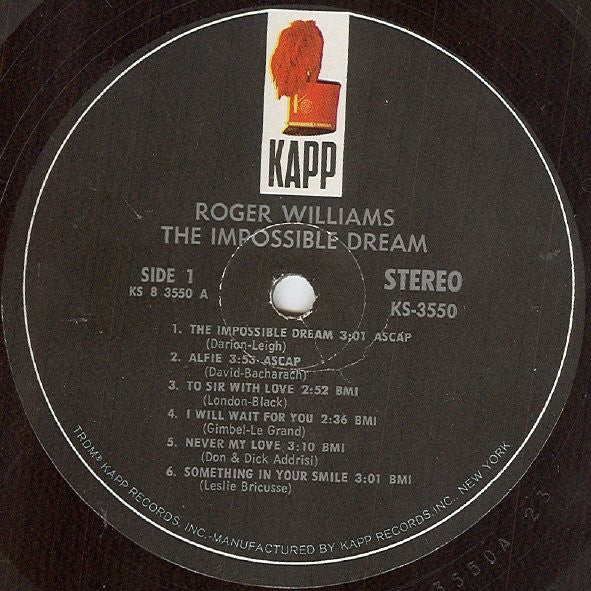 KAPP
ROGER WILLIAMS
THE IMPOSSIBLE DREAM
SIDE 1
KS 8 3550 A
STEREO
KS-3550
1. THE IMPOSSIBLE DREAM 3:01 ASCAP
(Darion-Leigh)
2. ALFIE 3:53 ASCAP
(David-Bacharach)
3. TO SIR WITH LOVE 2:52 BMI
(London-Black)
4. I WILL WAIT FOR YOU 2:36 BMI
(Gimbel-Le Grand)
5. NEVER MY LOVE 3:10 BMI
(Don & Dick Addrisi)
6. SOMETHING IN YOUR SMILE 3:01 BMI
(Leslie Bricusse)
TRDMK KAPP RECORDS, INC.-MANUFACTURED BY KAPP RECORDS, INC., NEW YORK
3550A 23